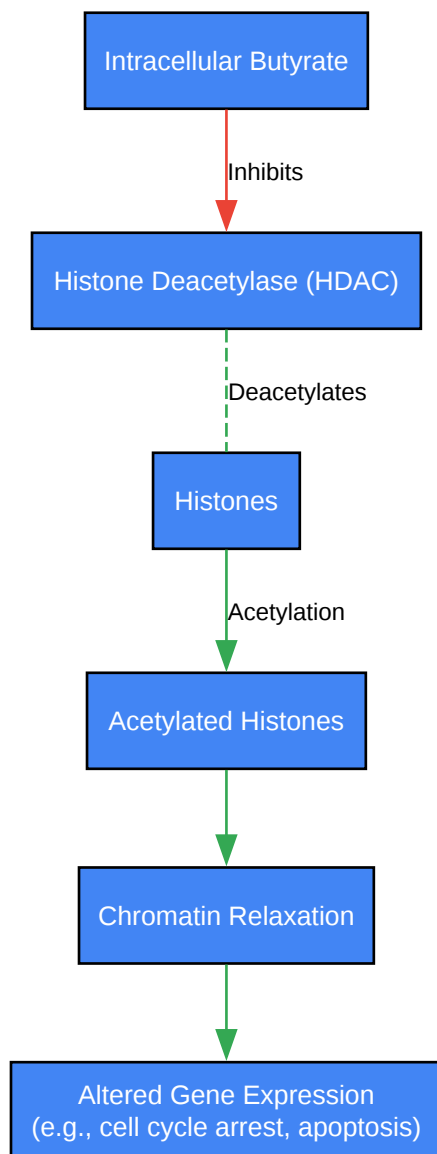 Intracellular Butyrate
Inhibits
Histone Deacetylase (HDAC)
Deacetylates
Histones
Acetylation
Acetylated Histones
Chromatin Relaxation
Altered Gene Expression
(e.g., cell cycle arrest, apoptosis)